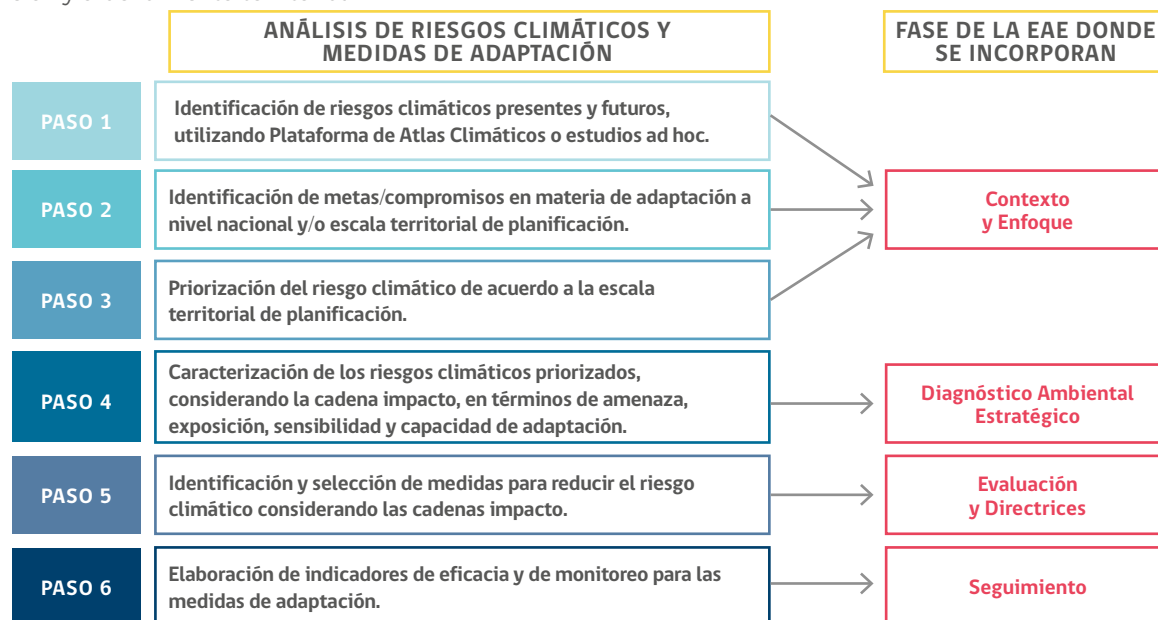 ANÁLISIS DE RIESGOS CLIMÁTICOS Y
MEDIDAS DE ADAPTACIÓN
FASE DE LA EAE DONDE
SE INCORPORAN
PASO 1
Identificación de riesgos climáticos presentes y futuros,
utilizando Plataforma de Atlas Climáticos o estudios ad hoc.
PASO 2
Identificación de metas/compromisos en materia de adaptación a
nivel nacional y/o escala territorial de planificación.
Contexto
y Enfoque
PASO 3
Priorización del riesgo climático de acuerdo a la escala
territorial de planificación.
PASO 4
Caracterización de los riesgos climáticos priorizados,
considerando la cadena impacto, en términos de amenaza,
exposición, sensibilidad y capacidad de adaptación.
Diagnóstico Ambiental
Estratégico
PASO 5
Identificación y selección de medidas para reducir el riesgo
climático considerando las cadenas impacto.
Evaluación
y Directrices
PASO 6
Elaboración de indicadores de eficacia y de monitoreo para las
medidas de adaptación.
Seguimiento